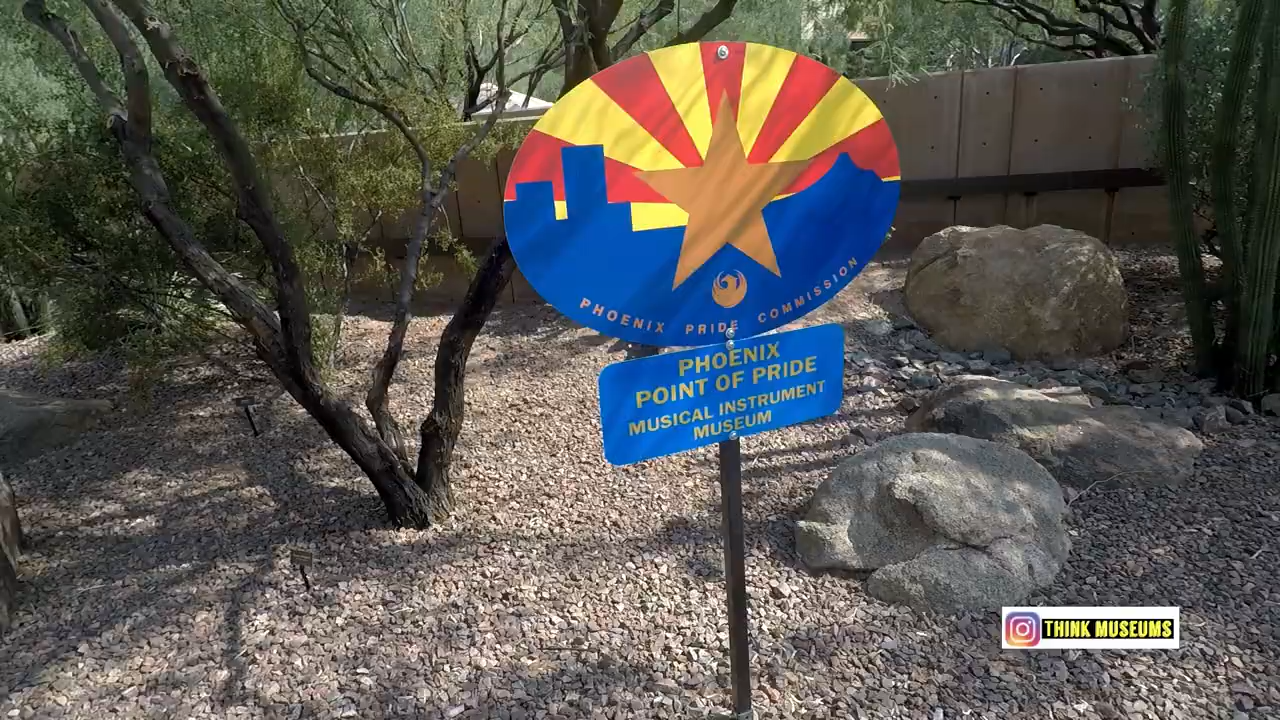 PHOENIX PRIDE COMMISSION
PHOENIX
POINT OF PRIDE
MUSICAL INSTRUMENT
MUSEUM
THINK MUSEUMS